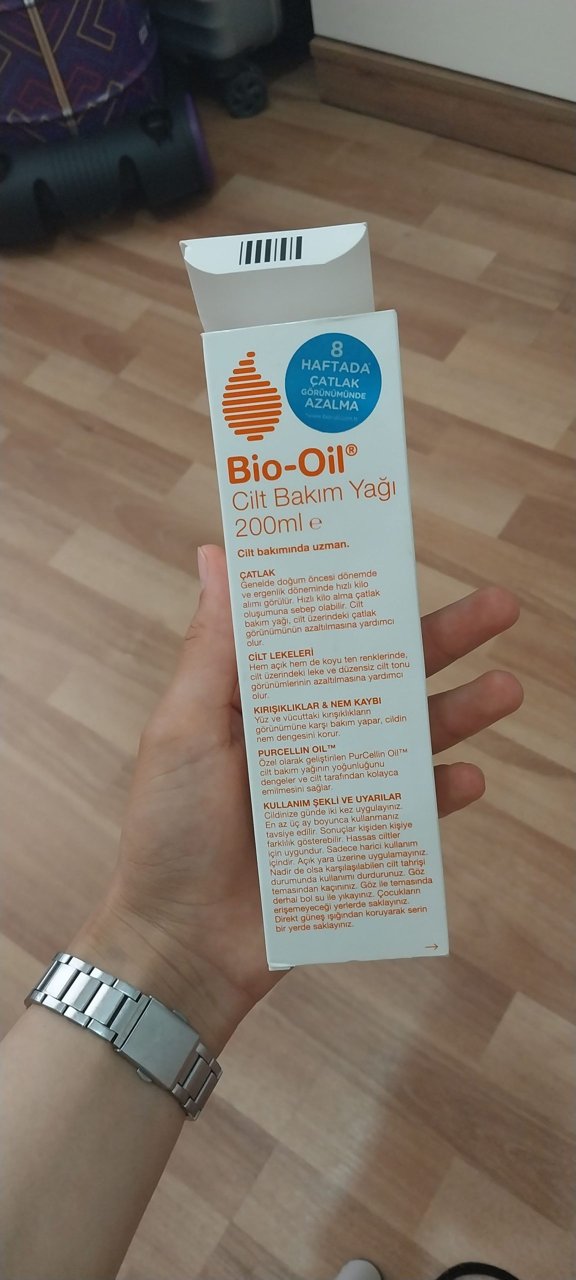 8
HAFTADA*
ÇATLAK
GÖRÜNÜMÜNDE
AZALMA
Bio-Oil®
Cilt Bakım Yağı
200ml e
Cilt bakımında uzman.
ÇATLAK
Genelde doğum öncesi dönemde
ve ergenlik döneminde hızlı kilo
alımı görülür. Hızlı kilo alma çatlak
oluşumuna sebep olabilir. Cilt
bakım yağı, cilt üzerindeki çatlak
görünümünün azaltılmasına yardımcı
olur.
CİLT LEKELERİ
Hem açık hem de koyu ten renklerinde,
cilt üzerindeki leke ve düzensiz cilt tonu
görünümlerinin azaltılmasına yardımcı
olur.
KIRIŞIKLIKLAR & NEM KAYBI
Yüz ve vücuttaki kırışıklıkların
görünümüne karşı bakım yapar, cildin
nem dengesini korur.
PURCELLIN OIL™
Özel olarak geliştirilen PurCellin Oil™
cilt bakım yağının yoğunluğunu
dengeler ve cilt tarafından kolayca
emilmesini sağlar.
KULLANIM ŞEKLİ VE UYARILAR
Cildinize günde iki kez uygulayınız.
En az üç ay boyunca kullanmanız
tavsiye edilir. Sonuçlar kişiden kişiye
farklılık gösterebilir. Hassas ciltler
için uygundur. Sadece harici kullanım
içindir. Açık yara üzerine uygulamayınız.
Nadir de olsa karşılaşılabilen cilt tahrişi
durumunda kullanımı durdurunuz. Göz
temasından kaçınınız. Göz ile temasında
derhal bol su ile yıkayınız. Çocukların
erişemeyeceği yerlerde saklayınız.
Direkt güneş ışığından koruyarak serin
bir yerde saklayınız.